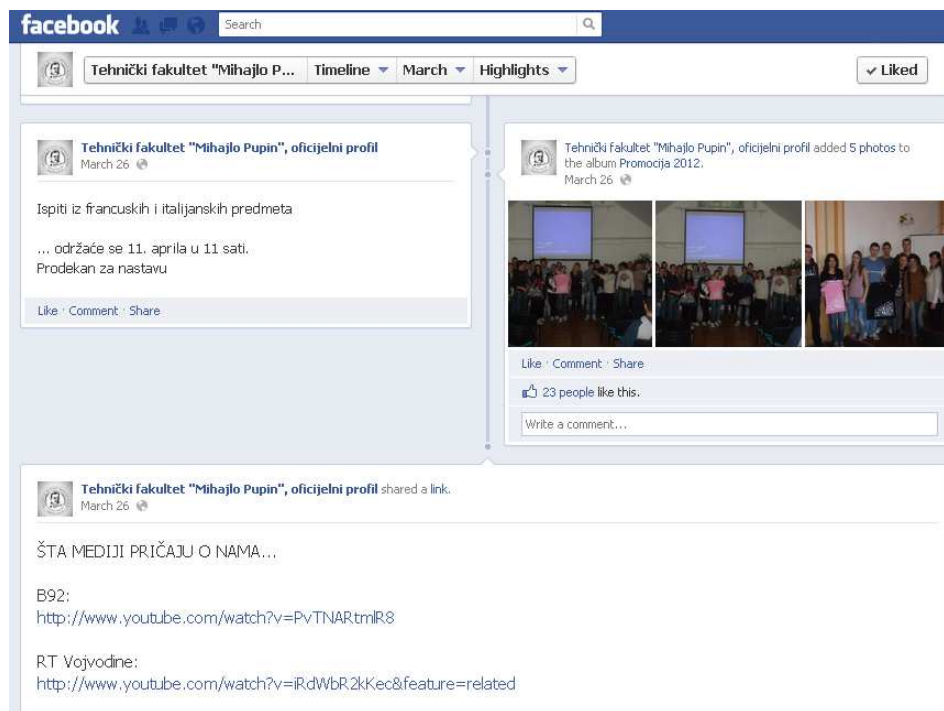 facebook
Search
Tehnički fakultet "Mihajlo P...
Timeline
March
Highlights
Liked
Tehnički fakultet "Mihajlo Pupin", oficijelni profil
March 26
Ispiti iz francuskih i italijanskih predmeta
... održaće se 11. aprila u 11 sati.
Prodekan za nastavu
Like · Comment · Share
Tehnički fakultet "Mihajlo Pupin", oficijelni profil added 5 photos to
the album Promocija 2012.
March 26
Like · Comment · Share
23 people like this.
Write a comment...
Tehnički fakultet "Mihajlo Pupin", oficijelni profil shared a link.
March 26
ŠTA MEDIJI PRIČAJU O NAMA...
B92:
http://www.youtube.com/watch?v=PvTNARtmlR8
RT Vojvodine:
http://www.youtube.com/watch?v=iRdWbR2kKec&feature=related